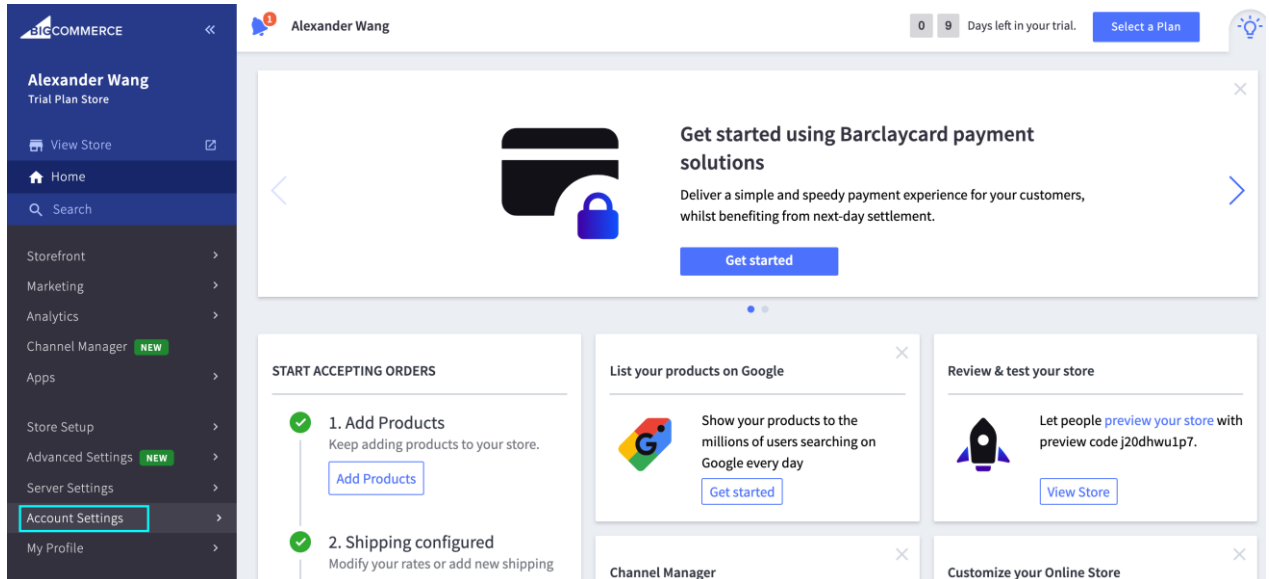 BIGCOMMERCE
Alexander Wang
Trial Plan Store
View Store
Home
Search
Storefront
Marketing
Analytics
Channel Manager NEW
Apps
Store Setup
Advanced Settings NEW
Server Settings
Account Settings
My Profile
1
Alexander Wang
0 9 Days left in your trial.
Select a Plan
Get started using Barclaycard payment
solutions
Deliver a simple and speedy payment experience for your customers,
whilst benefiting from next-day settlement.
Get started
START ACCEPTING ORDERS
1. Add Products
Keep adding products to your store.
Add Products
2. Shipping configured
Modify your rates or add new shipping
List your products on Google
G
Show your products to the
millions of users searching on
Google every day
Get started
Channel Manager
Review & test your store
Let people preview your store with
preview code j20dhwu1p7.
View Store
Customize your Online Store